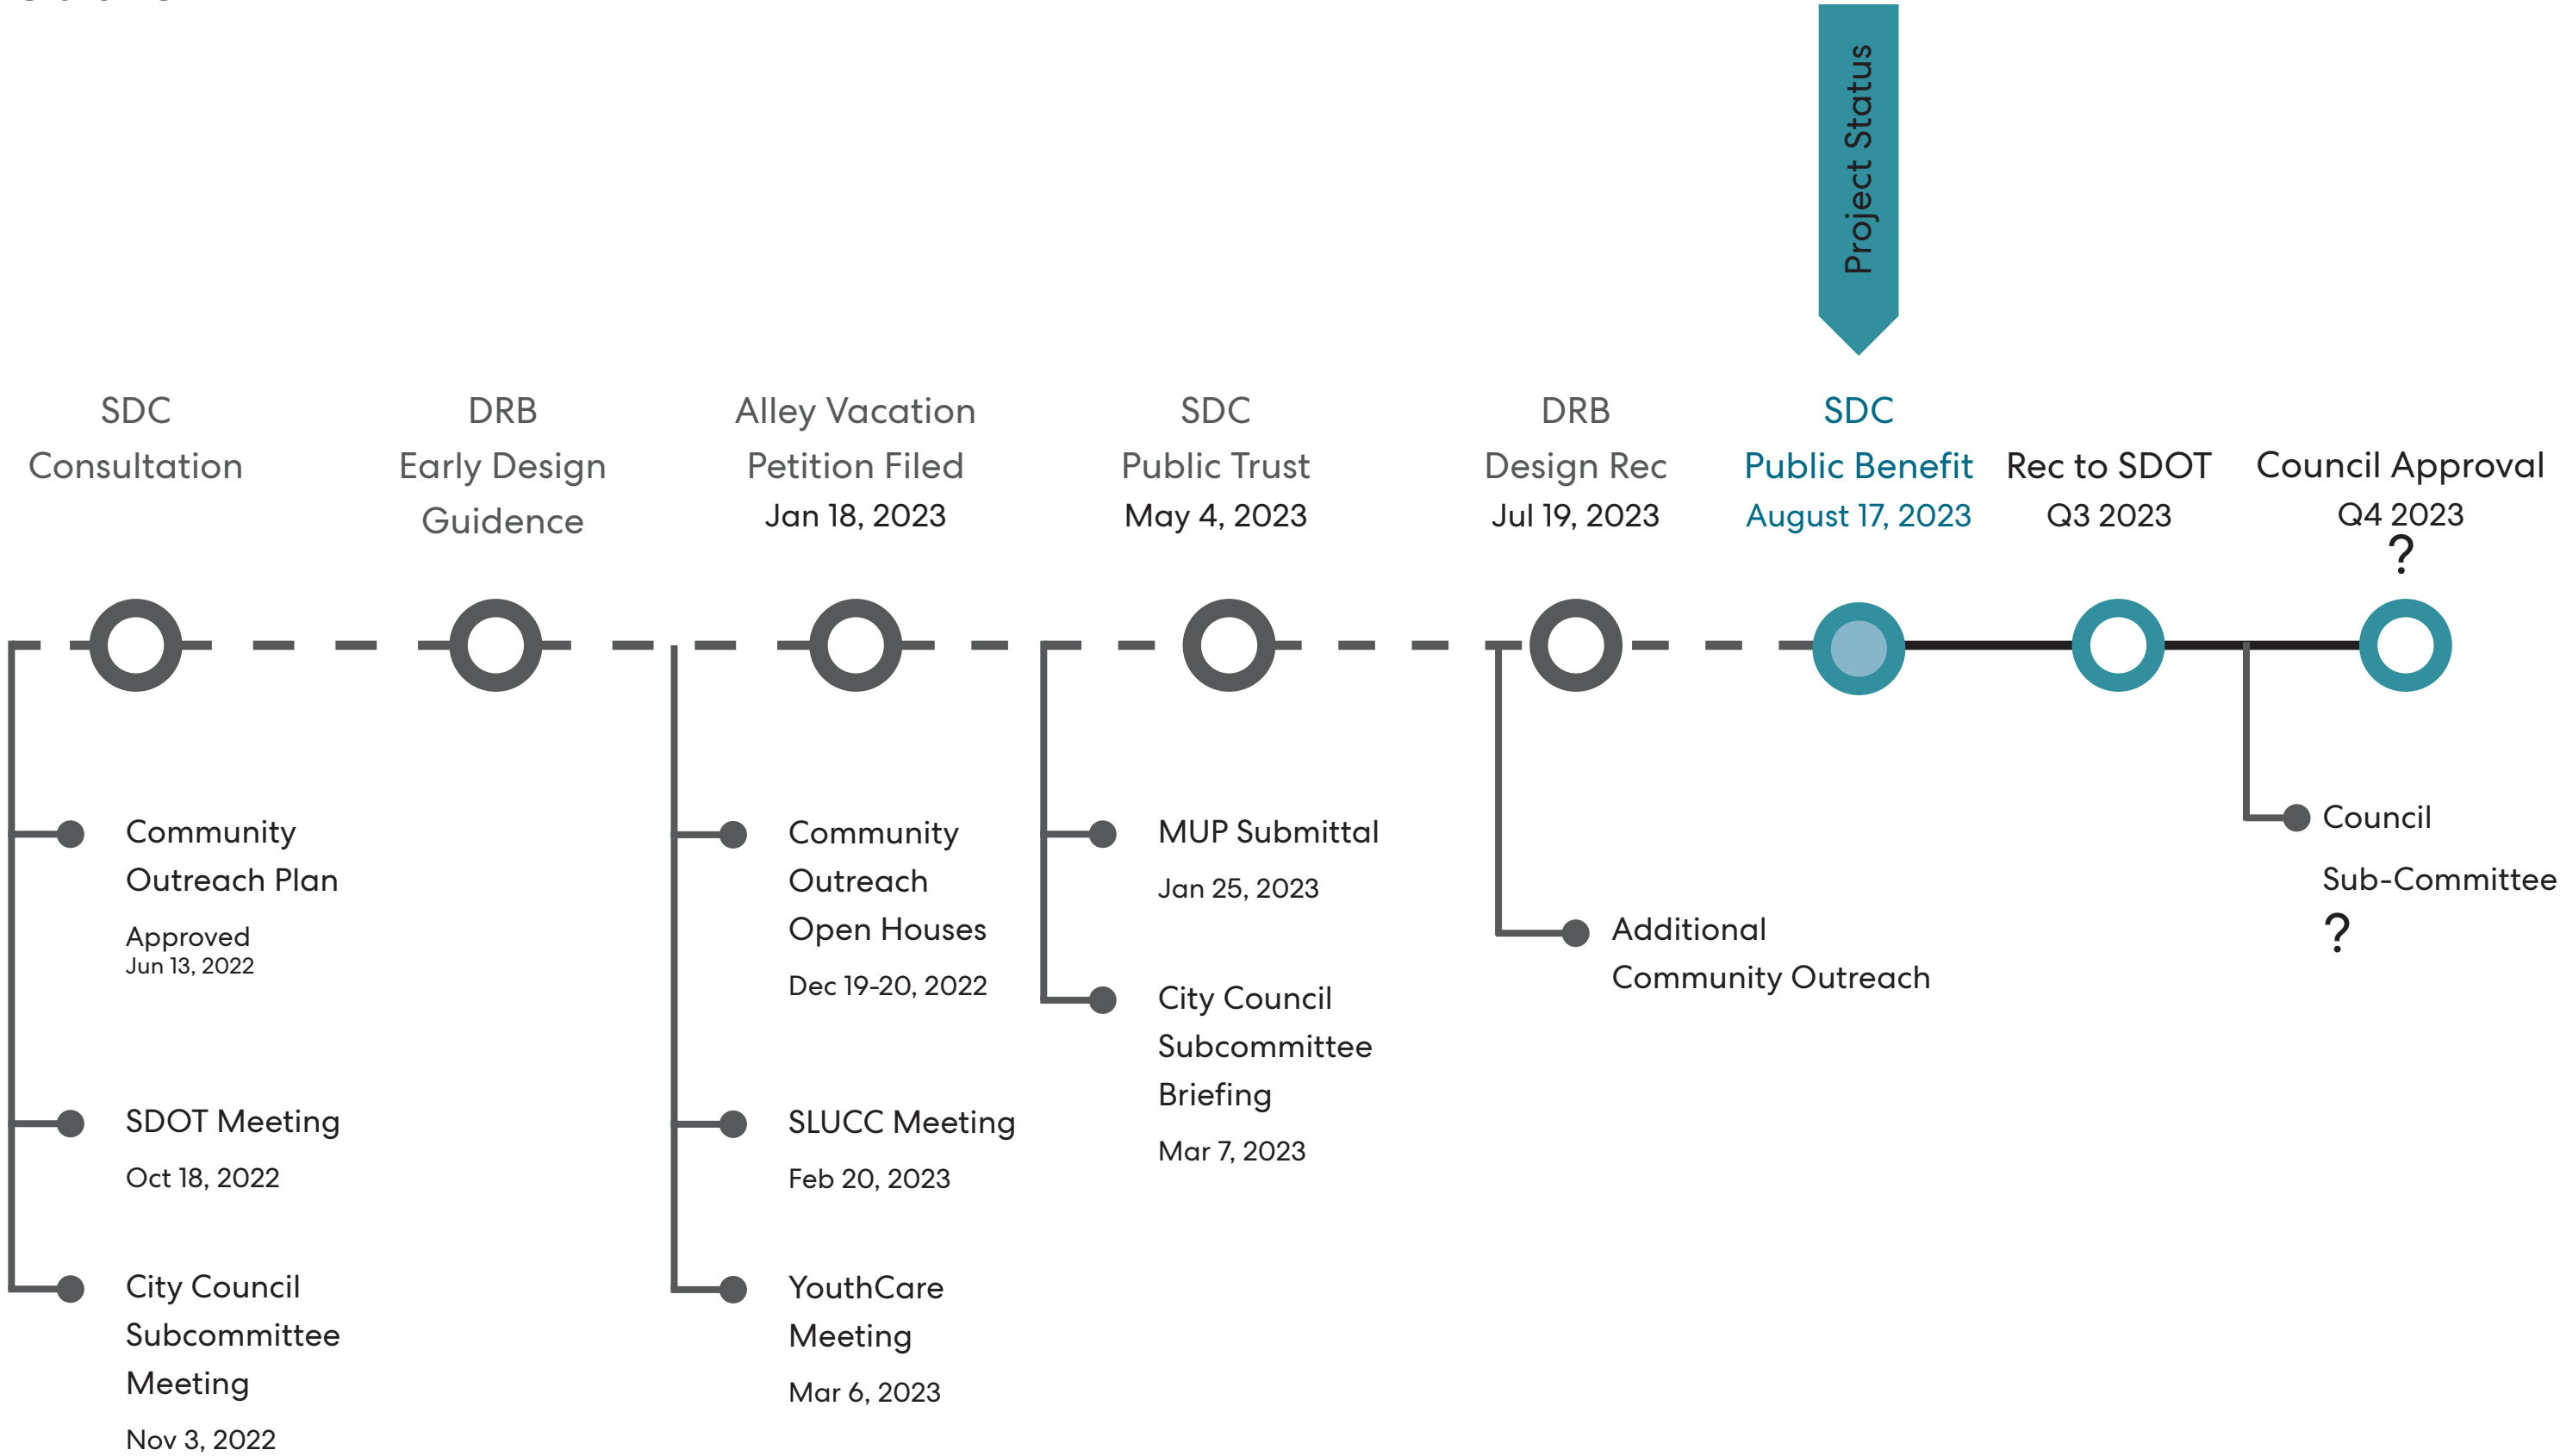 Project Status
SDC
Consultation
DRB
Early Design
Guidence
Alley Vacation
Petition Filed
Jan 18, 2023
SDC
Public Trust
May 4, 2023
DRB
Design Rec
Jul 19, 2023
SDC
Public Benefit
August 17, 2023
Rec to SDOT
Q3 2023
Council Approval
Q4 2023
?
Community
Outreach Plan
Approved
Jun 13, 2022
SDOT Meeting
Oct 18, 2022
City Council
Subcommittee
Meeting
Nov 3, 2022
Community
Outreach
Open Houses
Dec 19-20, 2022
SLUCC Meeting
Feb 20, 2023
YouthCare
Meeting
Mar 6, 2023
MUP Submittal
Jan 25, 2023
City Council
Subcommittee
Briefing
Mar 7, 2023
Additional
Community Outreach
Council
Sub-Committee
?